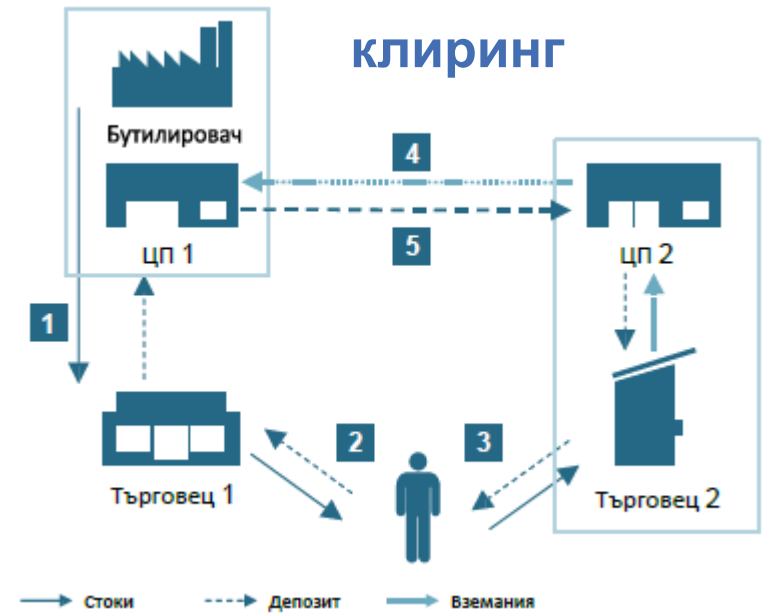 клиринг
Бутилировач
4
ЦП 1
ЦП 2
5
1
2
3
Търговец 1
Търговец 2
Стоки
Депозит
Вземания